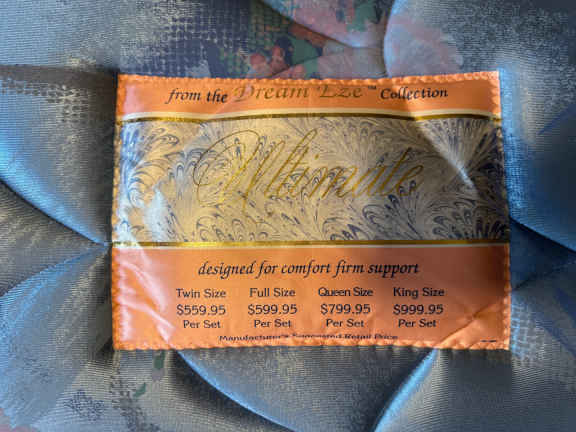 from the Dream Eze™ Collection
Ultimate
designed for comfort firm support
Twin Size Full Size Queen Size King Size
$559.95 $599.95 $799.95 $999.95
Per Set Per Set Per Set Per Set
Manufacturer's Suggested Retail Price